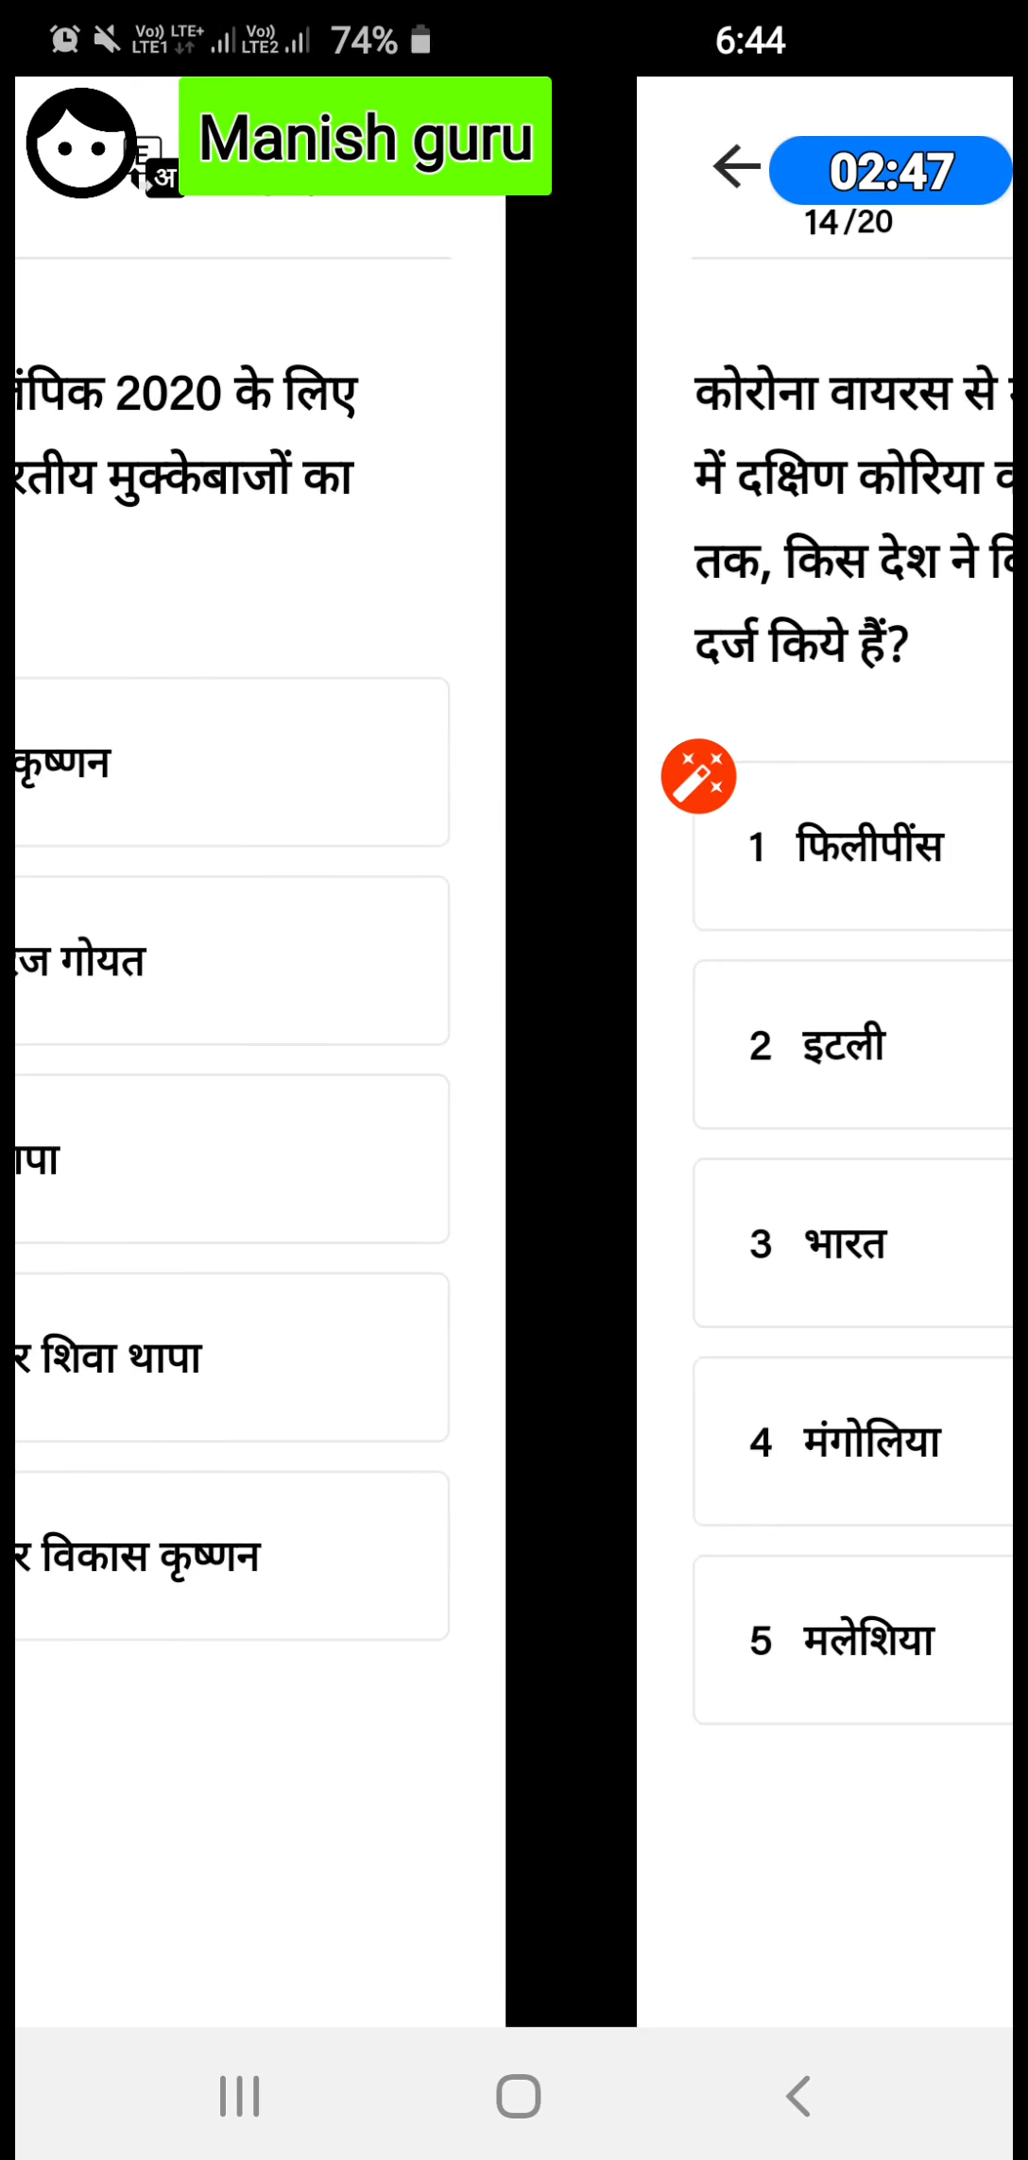 Vo)) LTE+ Vo)) 74% 6:44
LTE1 LTE2
Manish guru
अ
02:47
14/20
2020 के लिए
मुक्केबाजों का
कृष्णन
गोयत
शिवा थापा
विकास कृष्णन
कोरोना वायरस से
में दक्षिण कोरिया
तक, किस देश ने
दर्ज किये हैं?
1 फिलीपींस
2 इटली
3 भारत
4 मंगोलिया
5 मलेशिया